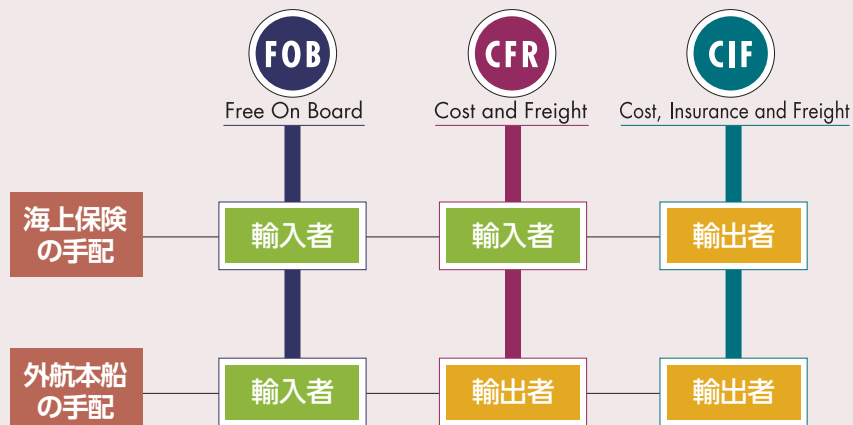 FOB
CFR
CIF
Free On Board
Cost and Freight
Cost, Insurance and Freight
海上保険
の手配
輸入者
輸入者
輸出者
外航本船
の手配
輸入者
輸出者
輸出者